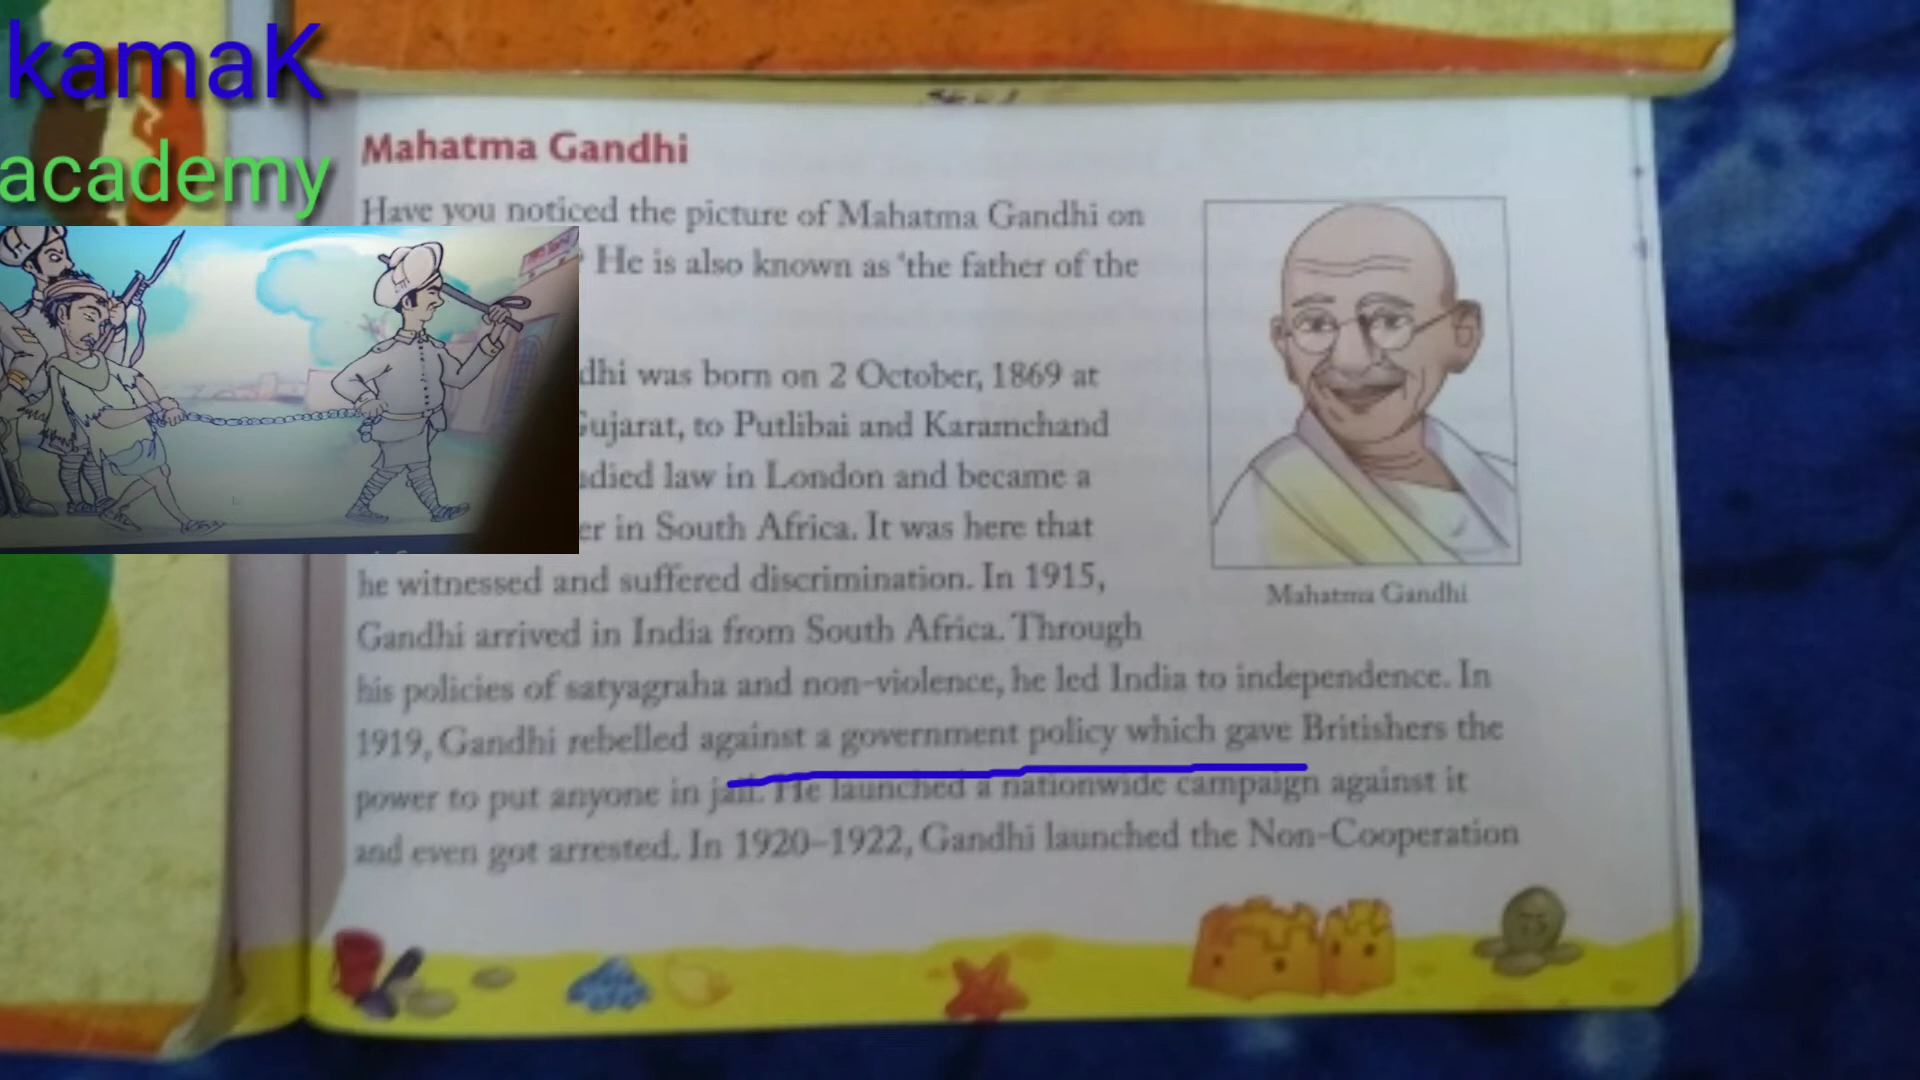 kamaK
academy
Mahatma Gandhi
Have you noticed the picture of Mahatma Gandhi on
He is also known as 'the father of the
dhi was born on 2 October, 1869 at
Gujarat, to Putlibai and Karamchand
udied law in London and became a
er in South Africa. It was here that
he witnessed and suffered discrimination. In 1915,
Gandhi arrived in India from South Africa. Through
his policies of satyagraha and non-violence, he led India to independence. In
1919, Gandhi rebelled against a government policy which gave Britishers the
power to put anyone in jail. He launched a nationwide campaign against it
and even got arrested. In 1920–1922, Gandhi launched the Non-Cooperation
Mahatma Gandhi